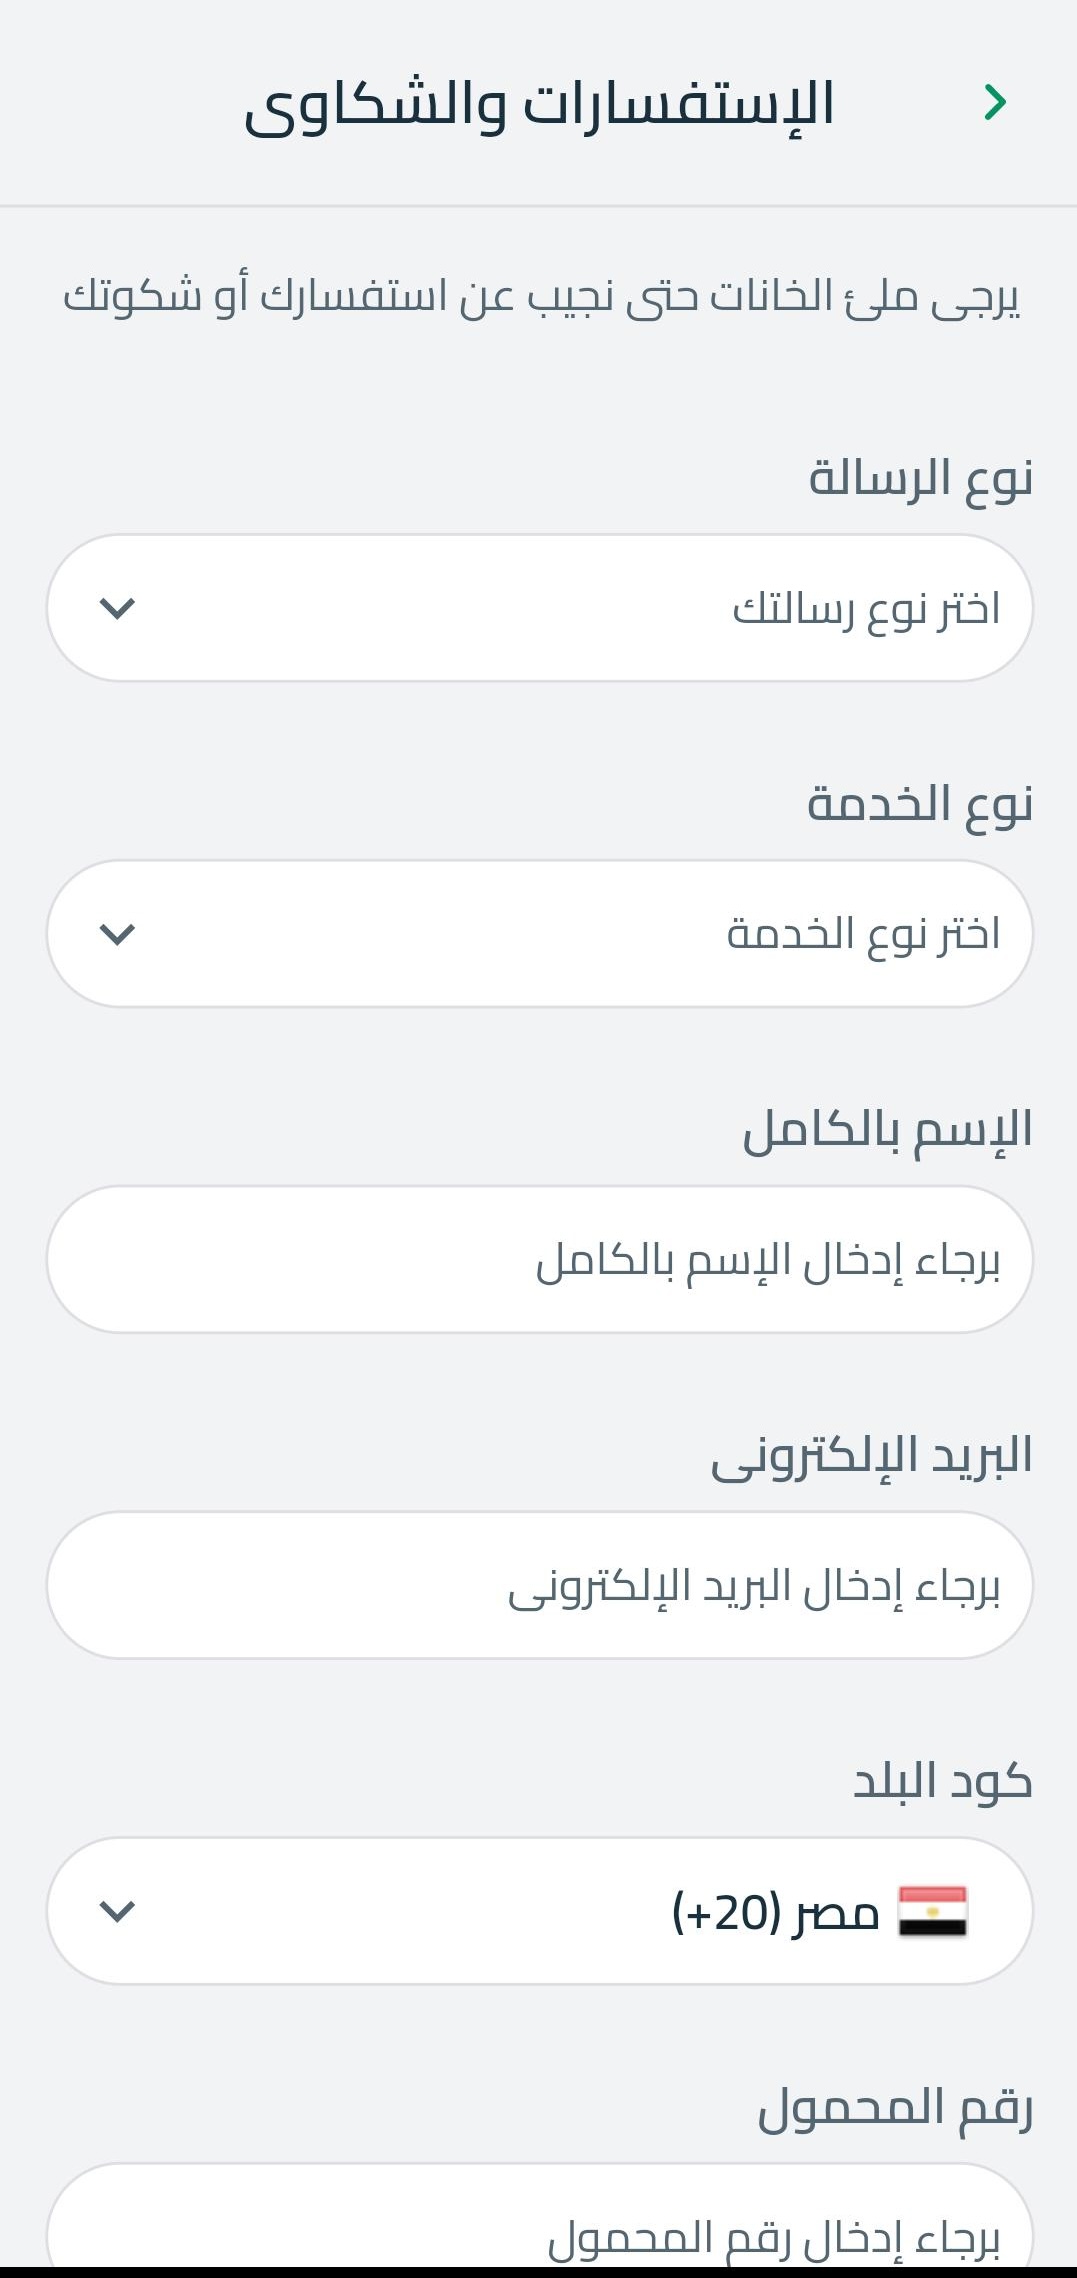 الإستفسارات والشكاوى
يرجى ملئ الخانات حتى نجيب عن استفسارك أو شكوتك
نوع الرسالة
اختر نوع رسالتك
نوع الخدمة
اختر نوع الخدمة
الإسم بالكامل
برجاء إدخال الإسم بالكامل
البريد الإلكترونى
برجاء إدخال البريد الإلكترونى
كود البلد
مصر (20+)
رقم المحمول
برجاء إدخال رقم المحمول